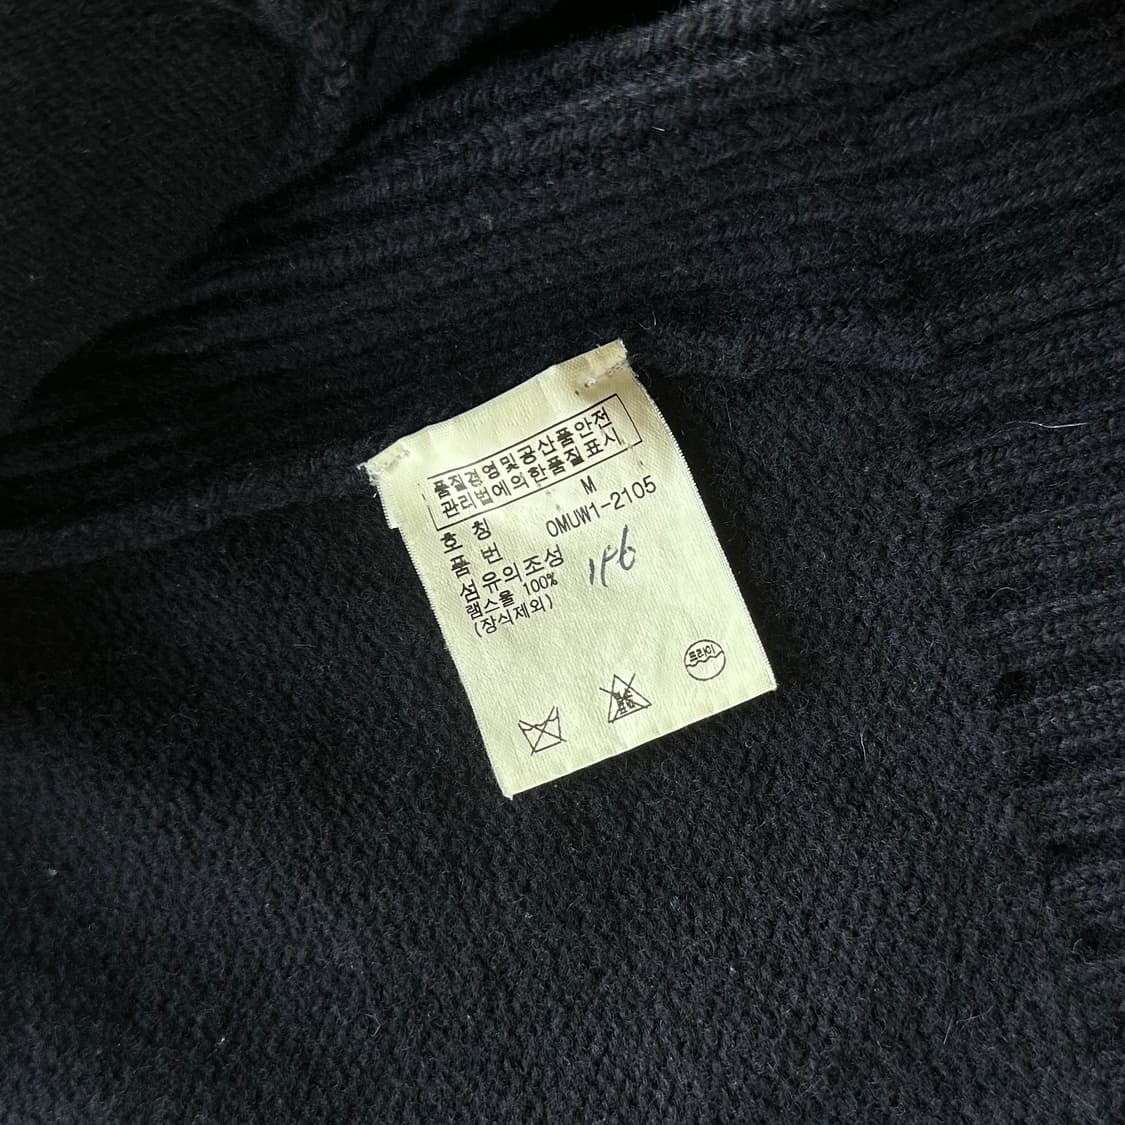 품질경영및공산품안전
관리법에의한품질표시
호 칭 M
품 번 OMUW1-2105
섬유의조성
램스울 100%
(장식제외)
드라이